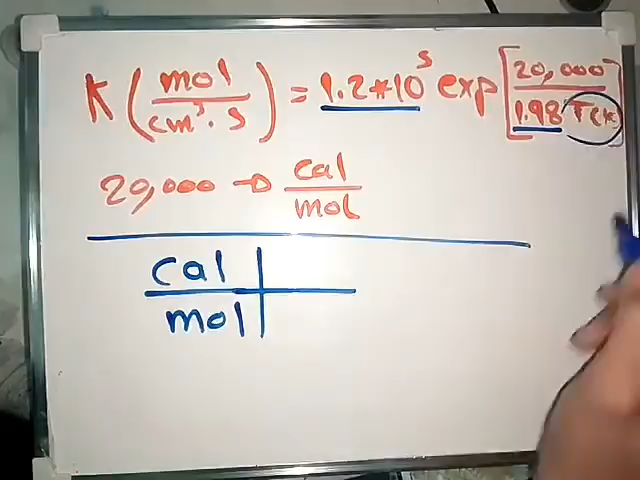 K (mol/cm³·s) = 1.2*10⁵ exp [20,000/1.98 T(K)]
20,000 → cal/mol
cal
mol